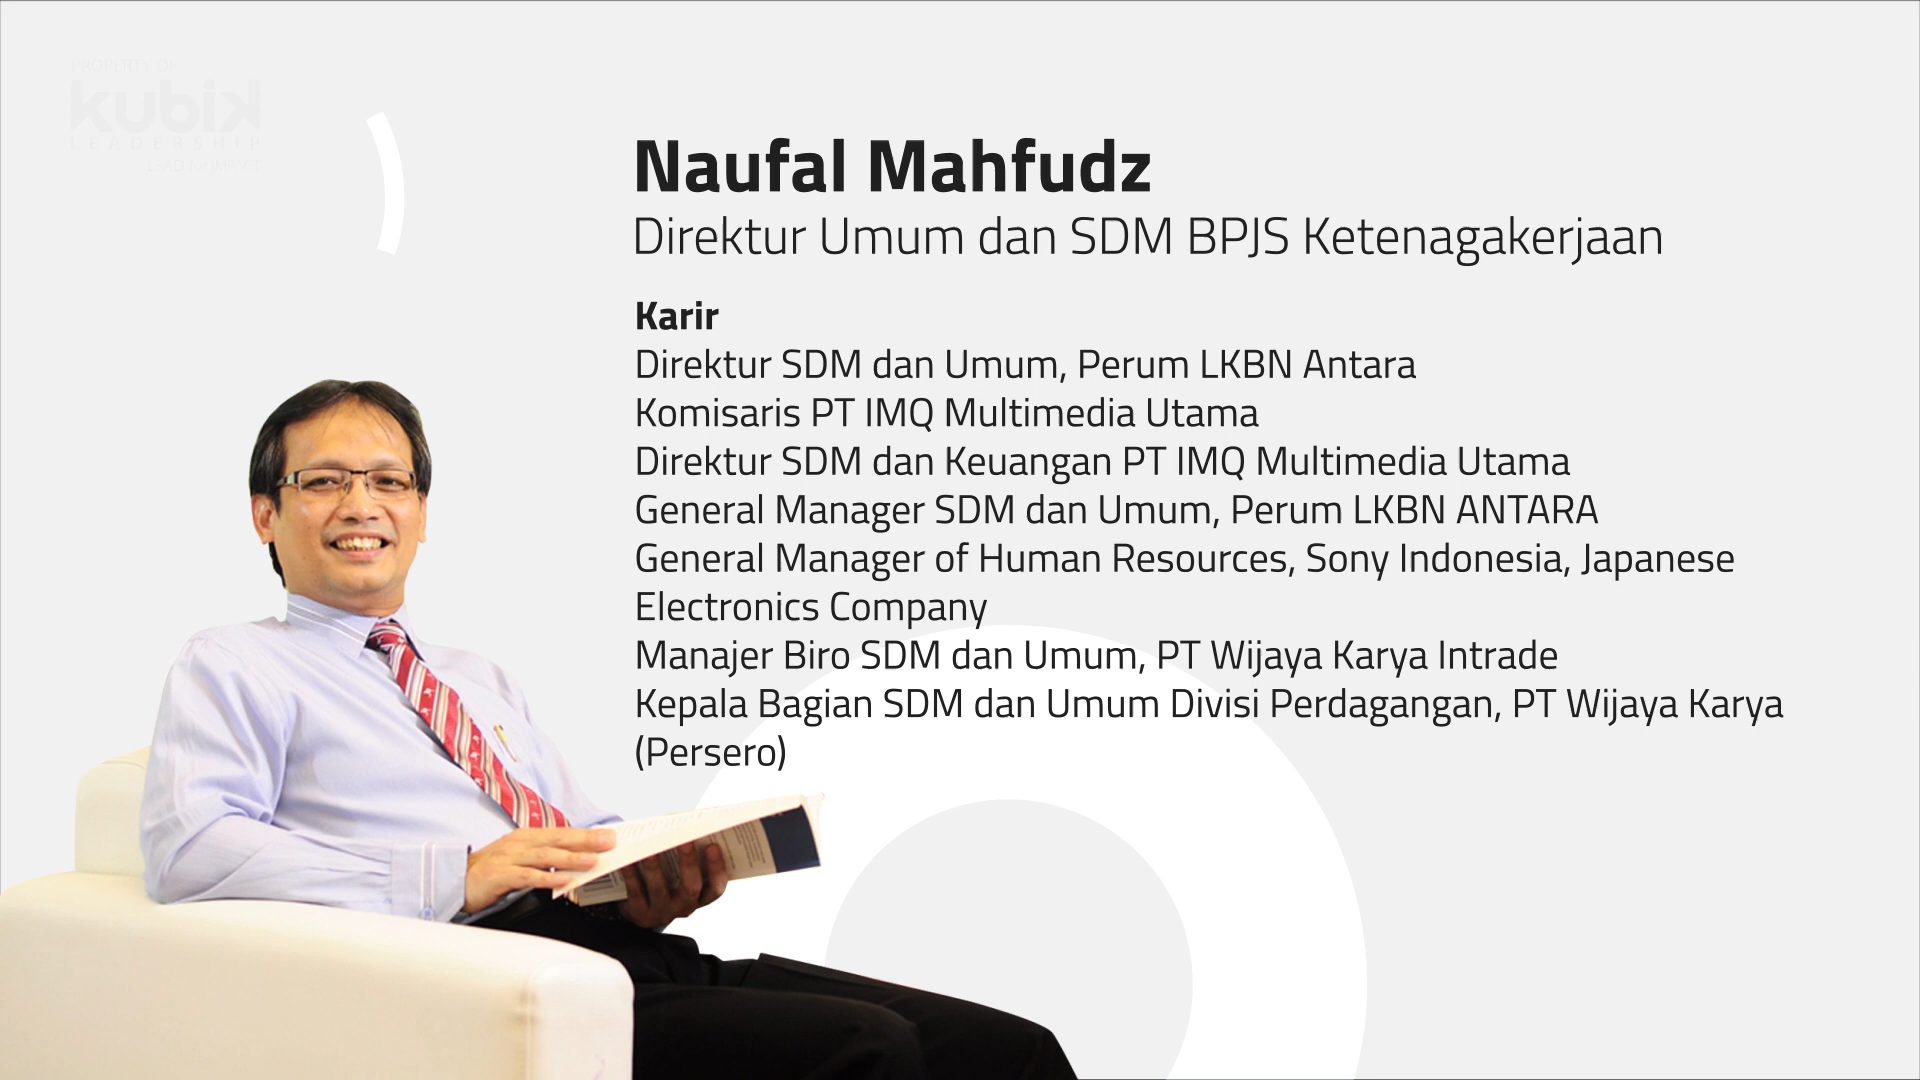 PROPERTY OF
kubik
LEADERSHIP
Naufal Mahfudz
Direktur Umum dan SDM BPJS Ketenagakerjaan
Karir
Direktur SDM dan Umum, Perum LKBN Antara
Komisaris PT IMQ Multimedia Utama
Direktur SDM dan Keuangan PT IMQ Multimedia Utama
General Manager SDM dan Umum, Perum LKBN ANTARA
General Manager of Human Resources, Sony Indonesia, Japanese
Electronics Company
Manajer Biro SDM dan Umum, PT Wijaya Karya Intrade
Kepala Bagian SDM dan Umum Divisi Perdagangan, PT Wijaya Karya
(Persero)